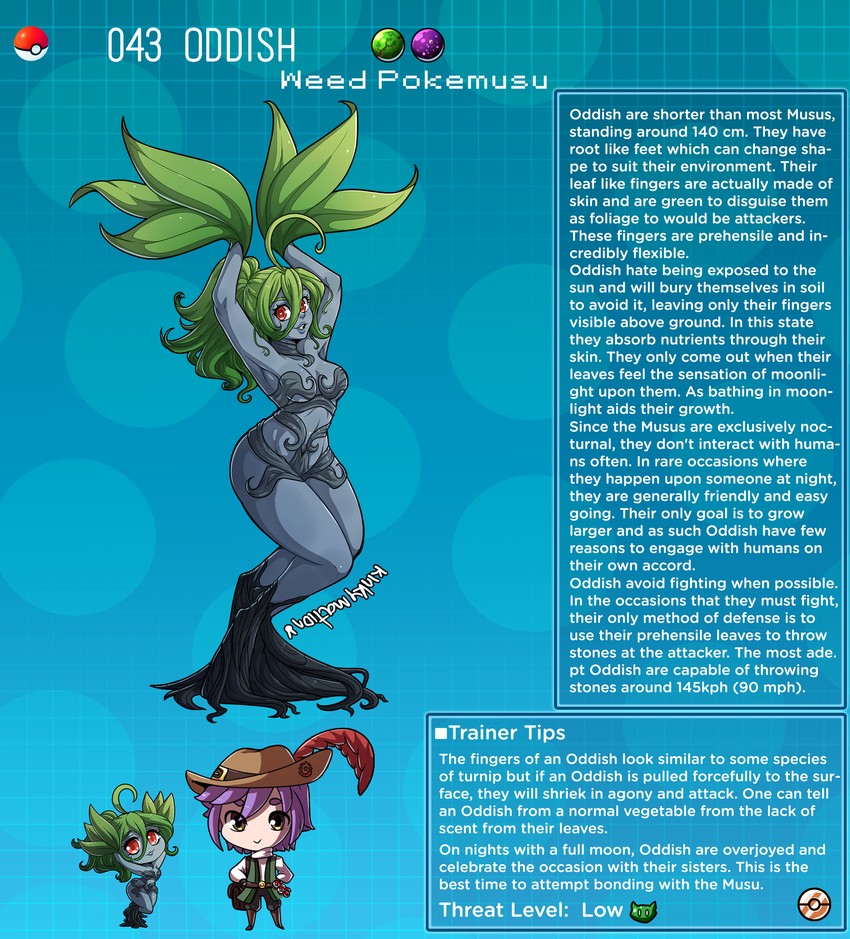 043 ODDISH
Weed Pokemusu
Oddish are shorter than most Musus,
standing around 140 cm. They have
root like feet which can change sha-
pe to suit their environment. Their
leaf like fingers are actually made of
skin and are green to disguise them
as foliage to would be attackers.
These fingers are prehensile and in-
credibly flexible.
Oddish hate being exposed to the
sun and will bury themselves in soil
to avoid it, leaving only their fingers
visible above ground. In this state
they absorb nutrients through their
skin. They only come out when their
leaves feel the sensation of moonli-
ght upon them. As bathing in moon-
light aids their growth.
Since the Musus are exclusively noc-
turnal, they don't interact with huma-
ns often. In rare occasions where
they happen upon someone at night,
they are generally friendly and easy
going. Their only goal is to grow
larger and as such Oddish have few
reasons to engage with humans on
their own accord.
Oddish avoid fighting when possible.
In the occasions that they must fight,
their only method of defense is to
use their prehensile leaves to throw
stones at the attacker. The most ade.
pt Oddish are capable of throwing
stones around 145kph (90 mph).
Trainer Tips
The fingers of an Oddish look similar to some species
of turnip but if an Oddish is pulled forcefully to the sur-
face, they will shriek in agony and attack. One can tell
an Oddish from a normal vegetable from the lack of
scent from their leaves.
On nights with a full moon, Oddish are overjoyed and
celebrate the occasion with their sisters. This is the
best time to attempt bonding with the Musu.
Threat Level: Low